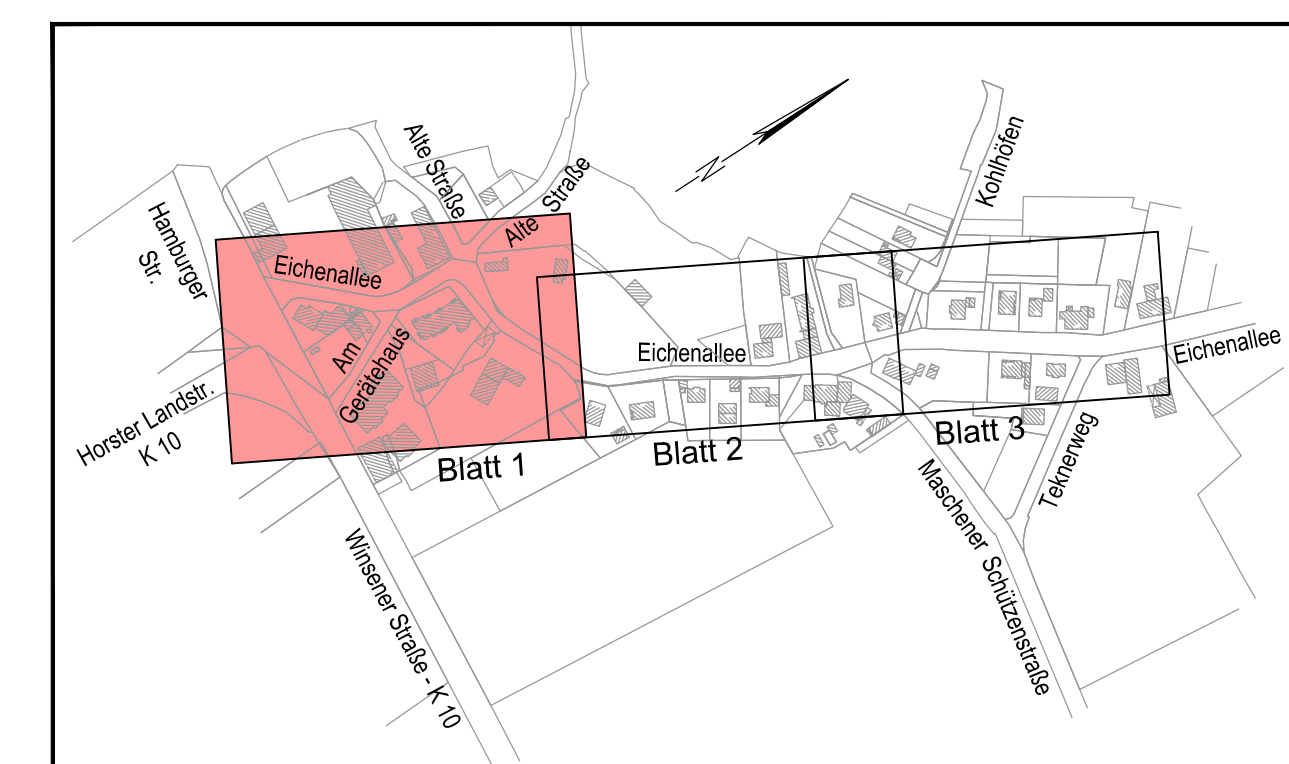 Alte Straße
Kohlhöfen
N
Hamburger
Str.
Alte Straße
Eichenallee
Am
Gerätehaus
Eichenallee
Eichenallee
Horster Landstr.
K 10
Blatt 1
Blatt 2
Blatt 3
Teknerweg
Maschener Schützenstraße
Winsener Straße - K 10